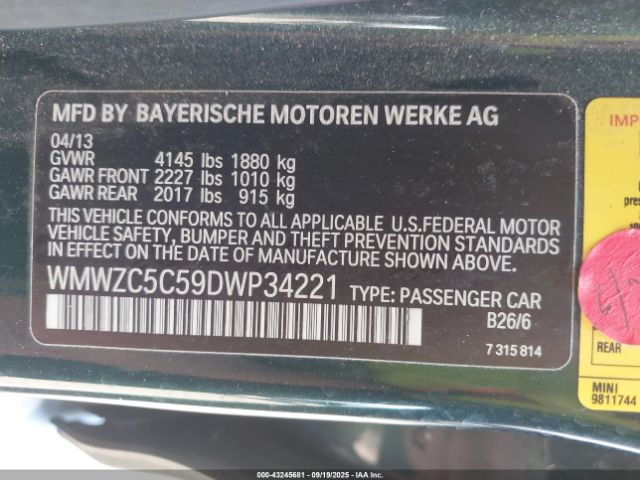 MFD BY BAYERISCHE MOTOREN WERKE AG
04/13
GVWR 4145 lbs 1880 kg
GAWR FRONT 2227 lbs 1010 kg
GAWR REAR 2017 lbs 915 kg
THIS VEHICLE CONFORMS TO ALL APPLICABLE U.S.FEDERAL MOTOR
VEHICLE SAFETY, BUMPER AND THEFT PREVENTION STANDARDS
IN EFFECT ON THE DATE OF MANUFACTURE SHOWN ABOVE.
WMWZC5C59DWP34221 TYPE: PASSENGER CAR
B26/6
7 315 814
REAR
MINI
9811744
00-43245681 - 09/19/2025 - IAA Inc.